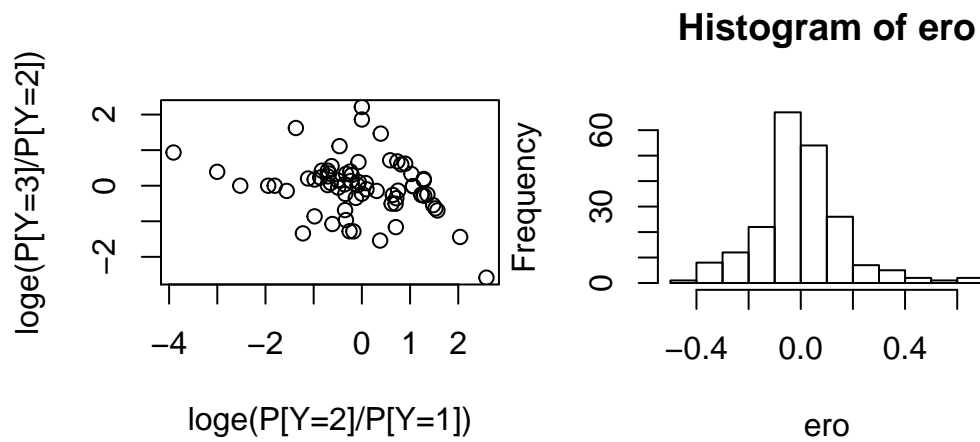 Histogram of ero
loge(P[Y=3]/P[Y=2])
2
0
−2
−4
−2
0
1
2
loge(P[Y=2]/P[Y=1])
Frequency
60
30
0
−0.4
0.0
0.4
ero